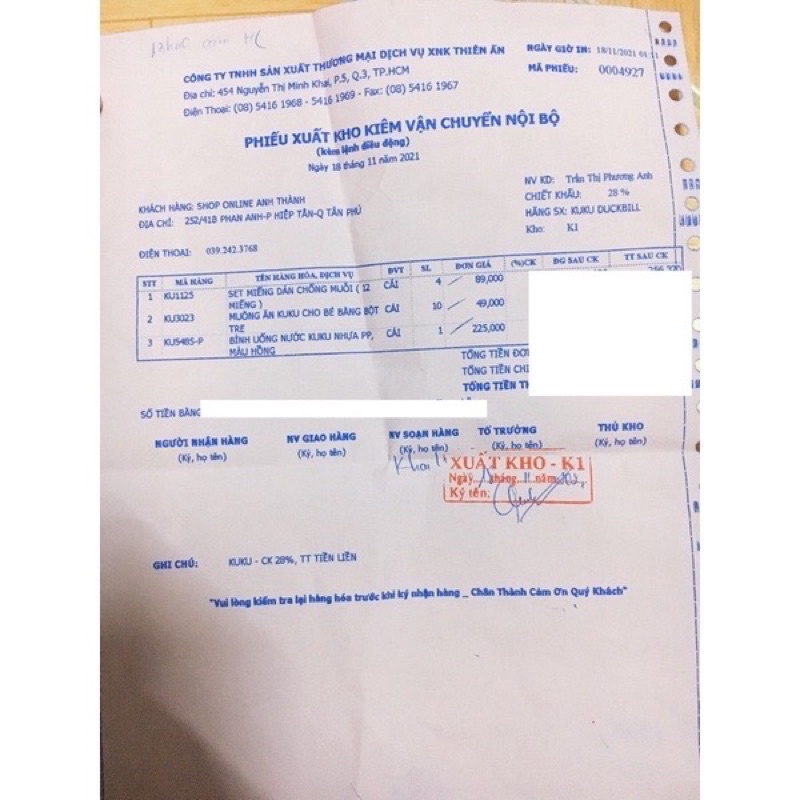 CÔNG TY TNHH SẢN XUẤT THƯƠNG MẠI DỊCH VỤ XNK THIÊN ÂN
Địa chỉ: 454 Nguyễn Thị Minh Khai, P.5, Q.3, TP.HCM
Điện Thoại: (08) 5416 1968 - 5416 1969 - Fax: (08) 5416 1967
NGÀY GIỜ IN: 18/11/2021
MÃ PHIẾU: 0004927
PHIẾU XUẤT KHO KIÊM VẬN CHUYỂN NỘI BỘ
(kèm lệnh điều động)
Ngày 18 tháng 11 năm 2021
NV KD: Trần Thị Phương Anh
CHIẾT KHẤU: 28 %
HÃNG SX: KUKU DUCKBILL
Kho: K1
KHÁCH HÀNG: SHOP ONLINE ANH THÀNH
ĐỊA CHỈ: 252/41B PHAN ANH-P HIỆP TÂN-Q TÂN PHÚ
ĐIỆN THOẠI: 039.242.3768
STT MÃ HÀNG TÊN HÀNG HÓA, DỊCH VỤ ĐVT SL ĐƠN GIÁ (%)CK ĐG SAU CK TT SAU CK
1 KU1125 SET MIẾNG DÁN CHỐNG MUỖI ( 12 MIẾNG ) CÁI 4 89,000
2 KU3023 MUỖNG ĂN KUKU CHO BÉ BẰNG BỘT TRE CÁI 10 49,000
3 KU5485-P BÌNH UỐNG NƯỚC KUKU NHỰA PP, MÀU HỒNG CÁI 1 225,000
TỔNG TIỀN
TỔNG TIỀN
TỔNG TIỀN
SỐ TIỀN BẰNG
NGƯỜI NHẬN HÀNG NV GIAO HÀNG NV SOẠN HÀNG TỔ TRƯỞNG THỦ KHO
(Ký, họ tên) (Ký, họ tên) (Ký, họ tên) (Ký, họ tên) (Ký, họ tên)
XUẤT KHO - K1
Ngày tháng 11 năm
Ký tên:
GHI CHÚ: KUKU - CK 28%, TT TIỀN LIỀN
"Vui lòng kiểm tra lại hàng hóa trước khi ký nhận hàng _ Chân Thành Cảm Ơn Quý Khách"